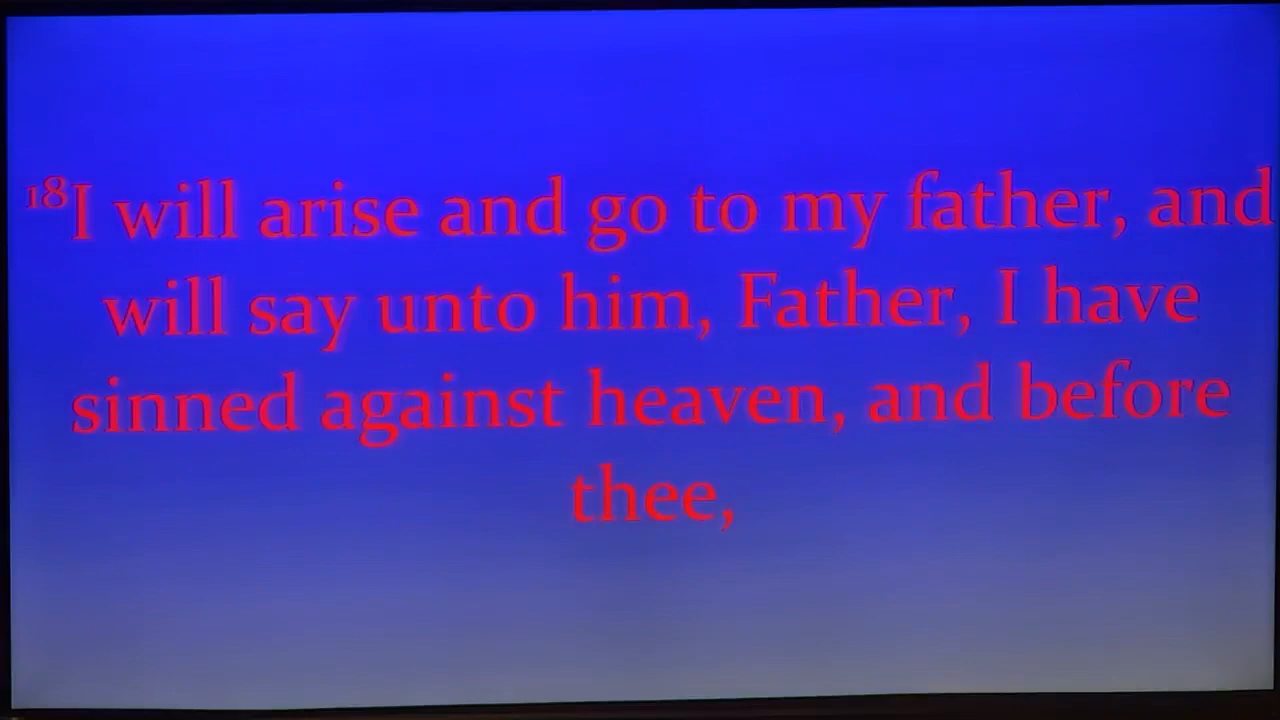 18I will arise and go to my father, and
will say unto him, Father, I have
sinned against heaven, and before
thee,